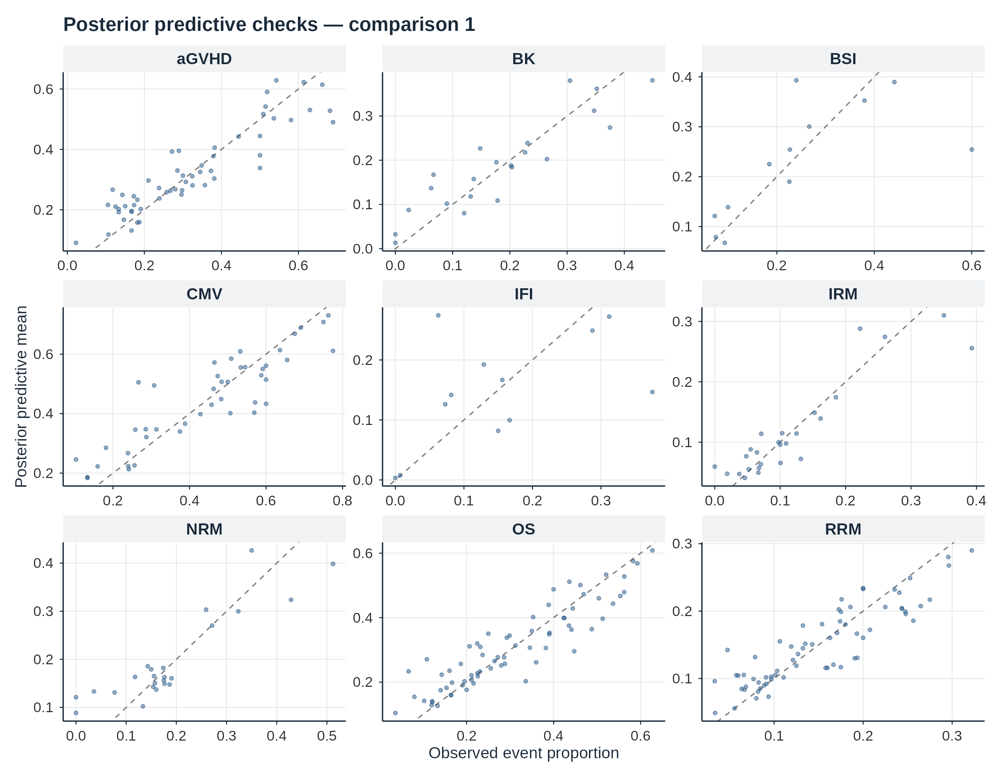 Posterior predictive checks — comparison 1
aGVHD
BK
BSI
0.6
0.4
0.2
0.0 0.2 0.4 0.6
0.3
0.2
0.1
0.0
0.0 0.1 0.2 0.3 0.4
0.4
0.3
0.2
0.1
0.2 0.4 0.6
CMV
IFI
IRM
Posterior predictive mean
0.6
0.4
0.2
0.2 0.4 0.6 0.8
0.2
0.1
0.0
0.0 0.1 0.2 0.3
0.3
0.2
0.1
0.0 0.1 0.2 0.3 0.4
NRM
OS
RRM
0.4
0.3
0.2
0.1
0.0 0.1 0.2 0.3 0.4 0.5
0.6
0.4
0.2
0.2 0.4 0.6
0.3
0.2
0.1
0.1 0.2 0.3
Observed event proportion